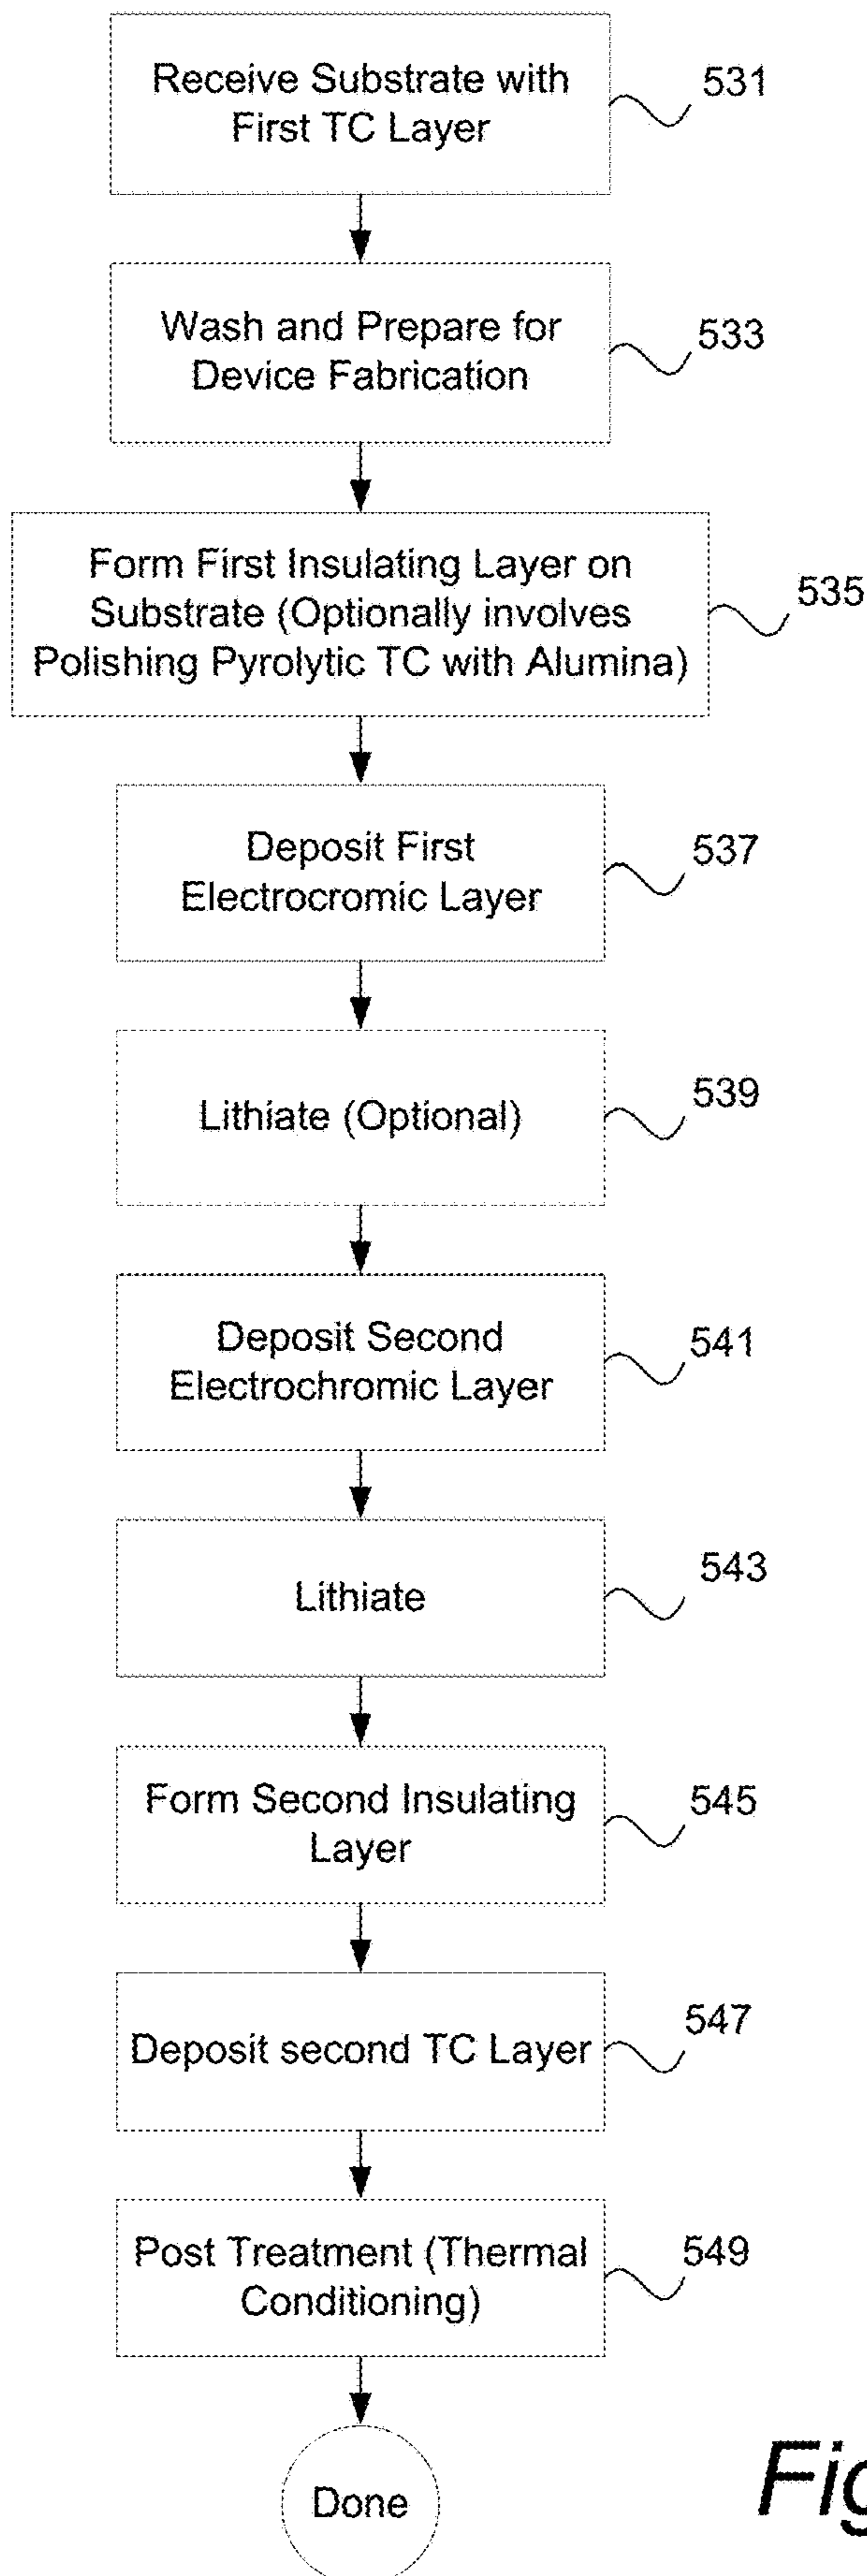 Receive Substrate with
First TC Layer
531
Wash and Prepare for
Device Fabrication
533
Form First Insulating Layer on
Substrate (Optionally involves
Polishing Pyrolytic TC with Alumina)
535
Deposit First
Electrocromic Layer
537
Lithiate (Optional)
539
Deposit Second
Electrochromic Layer
541
Lithiate
543
Form Second Insulating
Layer
545
Deposit second TC Layer
547
Post Treatment (Thermal
Conditioning)
549
Done